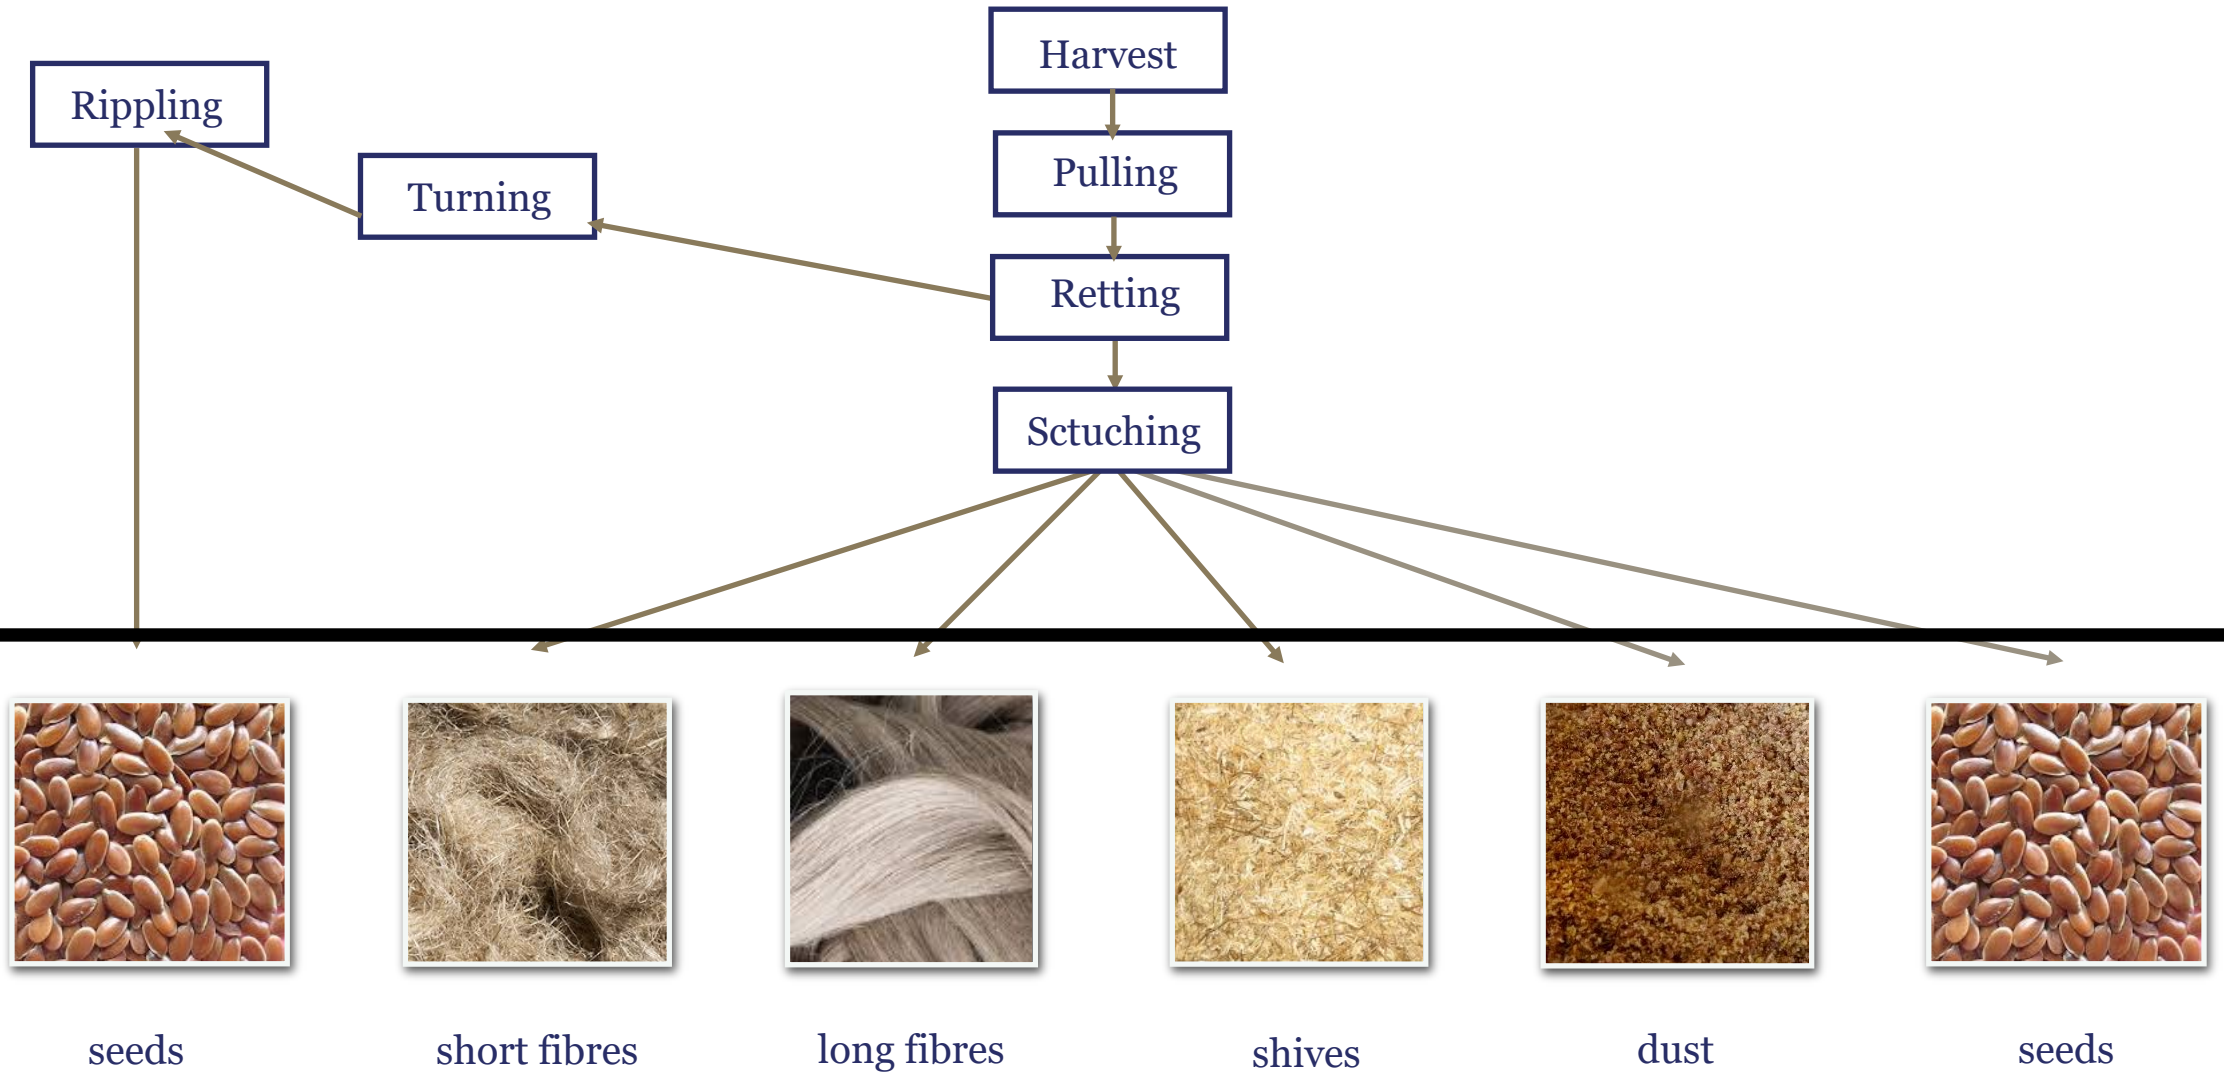 Harvest
Rippling
Pulling
Turning
Retting
Sctuching
seeds
short fibres
long fibres
shives
dust
seeds